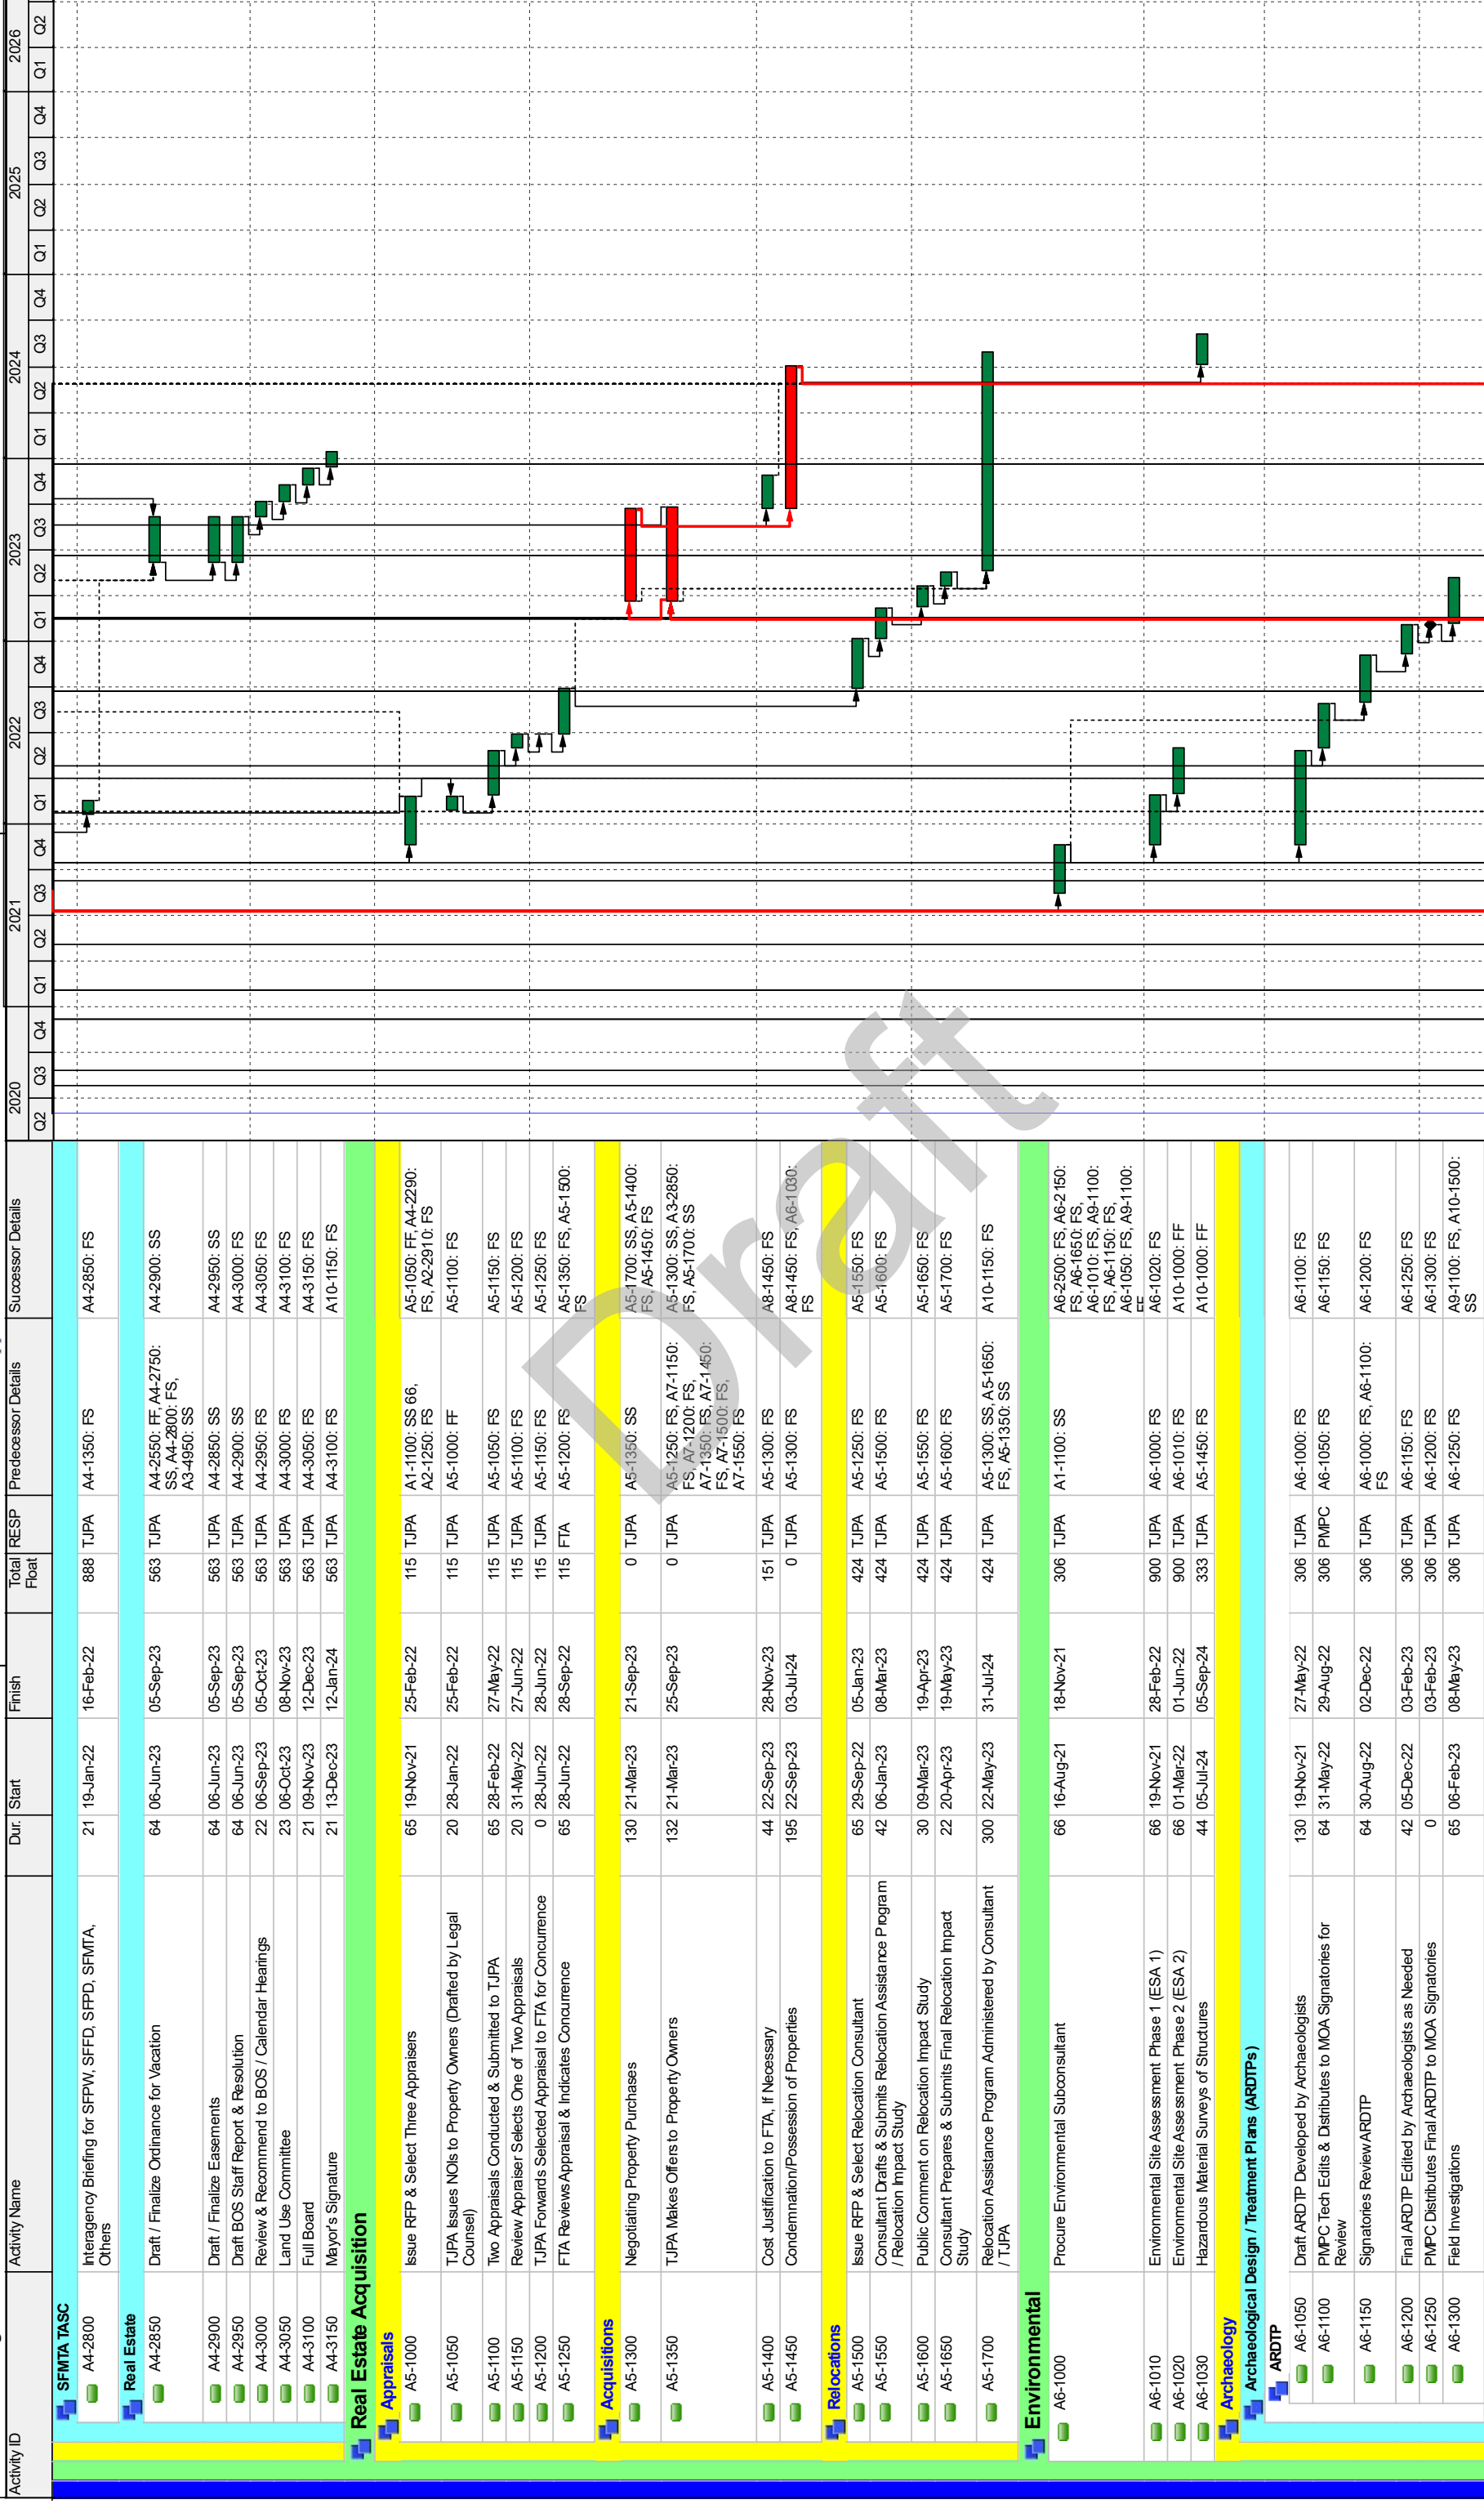 Activity ID Activity Name Dur. Start Finish Total Float RESP Predecessor Details Successor Details 2020 2021 2022 2023 2024 2025 2026
Q2 Q3 Q4 Q1 Q2 Q3 Q4 Q1 Q2 Q3 Q4 Q1 Q2 Q3 Q4 Q1 Q2 Q3 Q4 Q1 Q2 Q3 Q4 Q1 Q2
SFMTA TASC
A4-2800 Interagency Briefing for SFPW, SFFD, SFPD, SFMTA, 21 19-Jan-22 16-Feb-22 888 TJPA A4-1350: FS A4-2850: FS
Others
Real Estate
A4-2850 Draft / Finalize Ordinance for Vacation 64 06-Jun-23 05-Sep-23 563 TJPA A4-2550: FF, A4-2750: A4-2900: SS
SS, A4-2800: FS,
A3-4950: SS
A4-2900 Draft / Finalize Easements 64 06-Jun-23 05-Sep-23 563 TJPA A4-2850: SS A4-2950: SS
A4-2950 Draft BOS Staff Report & Resolution 64 06-Jun-23 05-Sep-23 563 TJPA A4-2900: SS A4-3000: FS
A4-3000 Review & Recommend to BOS / Calendar Hearings 22 06-Sep-23 05-Oct-23 563 TJPA A4-2950: FS A4-3050: FS
A4-3050 Land Use Committee 23 06-Oct-23 08-Nov-23 563 TJPA A4-3000: FS A4-3100: FS
A4-3100 Full Board 21 09-Nov-23 12-Dec-23 563 TJPA A4-3050: FS A4-3150: FS
A4-3150 Mayor's Signature 21 13-Dec-23 12-Jan-24 563 TJPA A4-3100: FS A10-1150: FS
Real Estate Acquisition
Appraisals
A5-1000 Issue RFP & Select Three Appraisers 65 19-Nov-21 25-Feb-22 115 TJPA A1-1100: SS 66, A5-1050: FF, A4-2290:
A2-1250: FS FS, A2-2910: FS
A5-1050 TJPA Issues NOIs to Property Owners (Drafted by Legal 20 28-Jan-22 25-Feb-22 115 TJPA A5-1000: FF A5-1100: FS
Counsel)
A5-1100 Two Appraisals Conducted & Submitted to TJPA 65 28-Feb-22 27-May-22 115 TJPA A5-1050: FS A5-1150: FS
A5-1150 Review Appraiser Selects One of Two Appraisals 20 31-May-22 27-Jun-22 115 TJPA A5-1100: FS A5-1200: FS
A5-1200 TJPA Forwards Selected Appraisal to FTA for Concurrence 0 28-Jun-22 28-Jun-22 115 TJPA A5-1150: FS A5-1250: FS
A5-1250 FTA Reviews Appraisal & Indicates Concurrence 65 28-Jun-22 28-Sep-22 115 FTA A5-1200: FS A5-1350: FS, A5-1500:
FS
Acquisitions
A5-1300 Negotiating Property Purchases 130 21-Mar-23 21-Sep-23 0 TJPA A5-1350: SS A5-1700: SS, A5-1400:
FS, A5-1450: FS
A5-1350 TJPA Makes Offers to Property Owners 132 21-Mar-23 25-Sep-23 0 TJPA A5-1250: FS, A7-1150: A5-1300: SS, A3-2850:
FS, A7-1200: FS, FS, A5-1700: SS
A7-1350: FS, A7-1450:
FS, A7-1500: FS,
A7-1550: FS
A5-1400 Cost Justification to FTA, If Necessary 44 22-Sep-23 28-Nov-23 151 TJPA A5-1300: FS A8-1450: FS
A5-1450 Condemnation/Possession of Properties 195 22-Sep-23 03-Jul-24 0 TJPA A5-1300: FS A8-1450: FS, A6-1030:
FS
Relocations
A5-1500 Issue RFP & Select Relocation Consultant 65 29-Sep-22 05-Jan-23 424 TJPA A5-1250: FS A5-1550: FS
A5-1550 Consultant Drafts & Submits Relocation Assistance Program 42 06-Jan-23 08-Mar-23 424 TJPA A5-1500: FS A5-1600: FS
/ Relocation Impact Study
A5-1600 Public Comment on Relocation Impact Study 30 09-Mar-23 19-Apr-23 424 TJPA A5-1550: FS A5-1650: FS
A5-1650 Consultant Prepares & Submits Final Relocation Impact 22 20-Apr-23 19-May-23 424 TJPA A5-1600: FS A5-1700: FS
Study
A5-1700 Relocation Assistance Program Administered by Consultant 300 22-May-23 31-Jul-24 424 TJPA A5-1300: SS, A5-1650: A10-1150: FS
/ TJPA FS, A5-1350: SS
Environmental
A6-1000 Procure Environmental Subconsultant 66 16-Aug-21 18-Nov-21 306 TJPA A1-1100: SS A6-2500: FS, A6-2150:
FS, A6-1650: FS,
A6-1010: FS, A9-1100:
FS, A6-1150: FS,
A6-1050: FS, A9-1100:
FF
A6-1010 Environmental Site Assessment Phase 1 (ESA 1) 66 19-Nov-21 28-Feb-22 900 TJPA A6-1000: FS A6-1020: FS
A6-1020 Environmental Site Assessment Phase 2 (ESA 2) 66 01-Mar-22 01-Jun-22 900 TJPA A6-1010: FS A10-1000: FF
A6-1030 Hazardous Material Surveys of Structures 44 05-Jul-24 05-Sep-24 333 TJPA A5-1450: FS A10-1000: FF
Archaeology
Archaeological Design / Treatment Plans (ARDTPs)
ARDTP
A6-1050 Draft ARDTP Developed by Archaeologists 130 19-Nov-21 27-May-22 306 TJPA A6-1000: FS A6-1100: FS
A6-1100 PMPC Tech Edits & Distributes to MOA Signatories for 64 31-May-22 29-Aug-22 306 PMPC A6-1050: FS A6-1150: FS
Review
A6-1150 Signatories Review ARDTP 64 30-Aug-22 02-Dec-22 306 TJPA A6-1000: FS, A6-1100: A6-1200: FS
FS
A6-1200 Final ARDTP Edited by Archaeologists as Needed 42 05-Dec-22 03-Feb-23 306 TJPA A6-1150: FS A6-1250: FS
A6-1250 PMPC Distributes Final ARDTP to MOA Signatories 0 03-Feb-23 306 TJPA A6-1200: FS A6-1300: FS
A6-1300 Field Investigations 65 06-Feb-23 08-May-23 306 TJPA A6-1250: FS A9-1100: FS, A10-1500:
SS
Draft